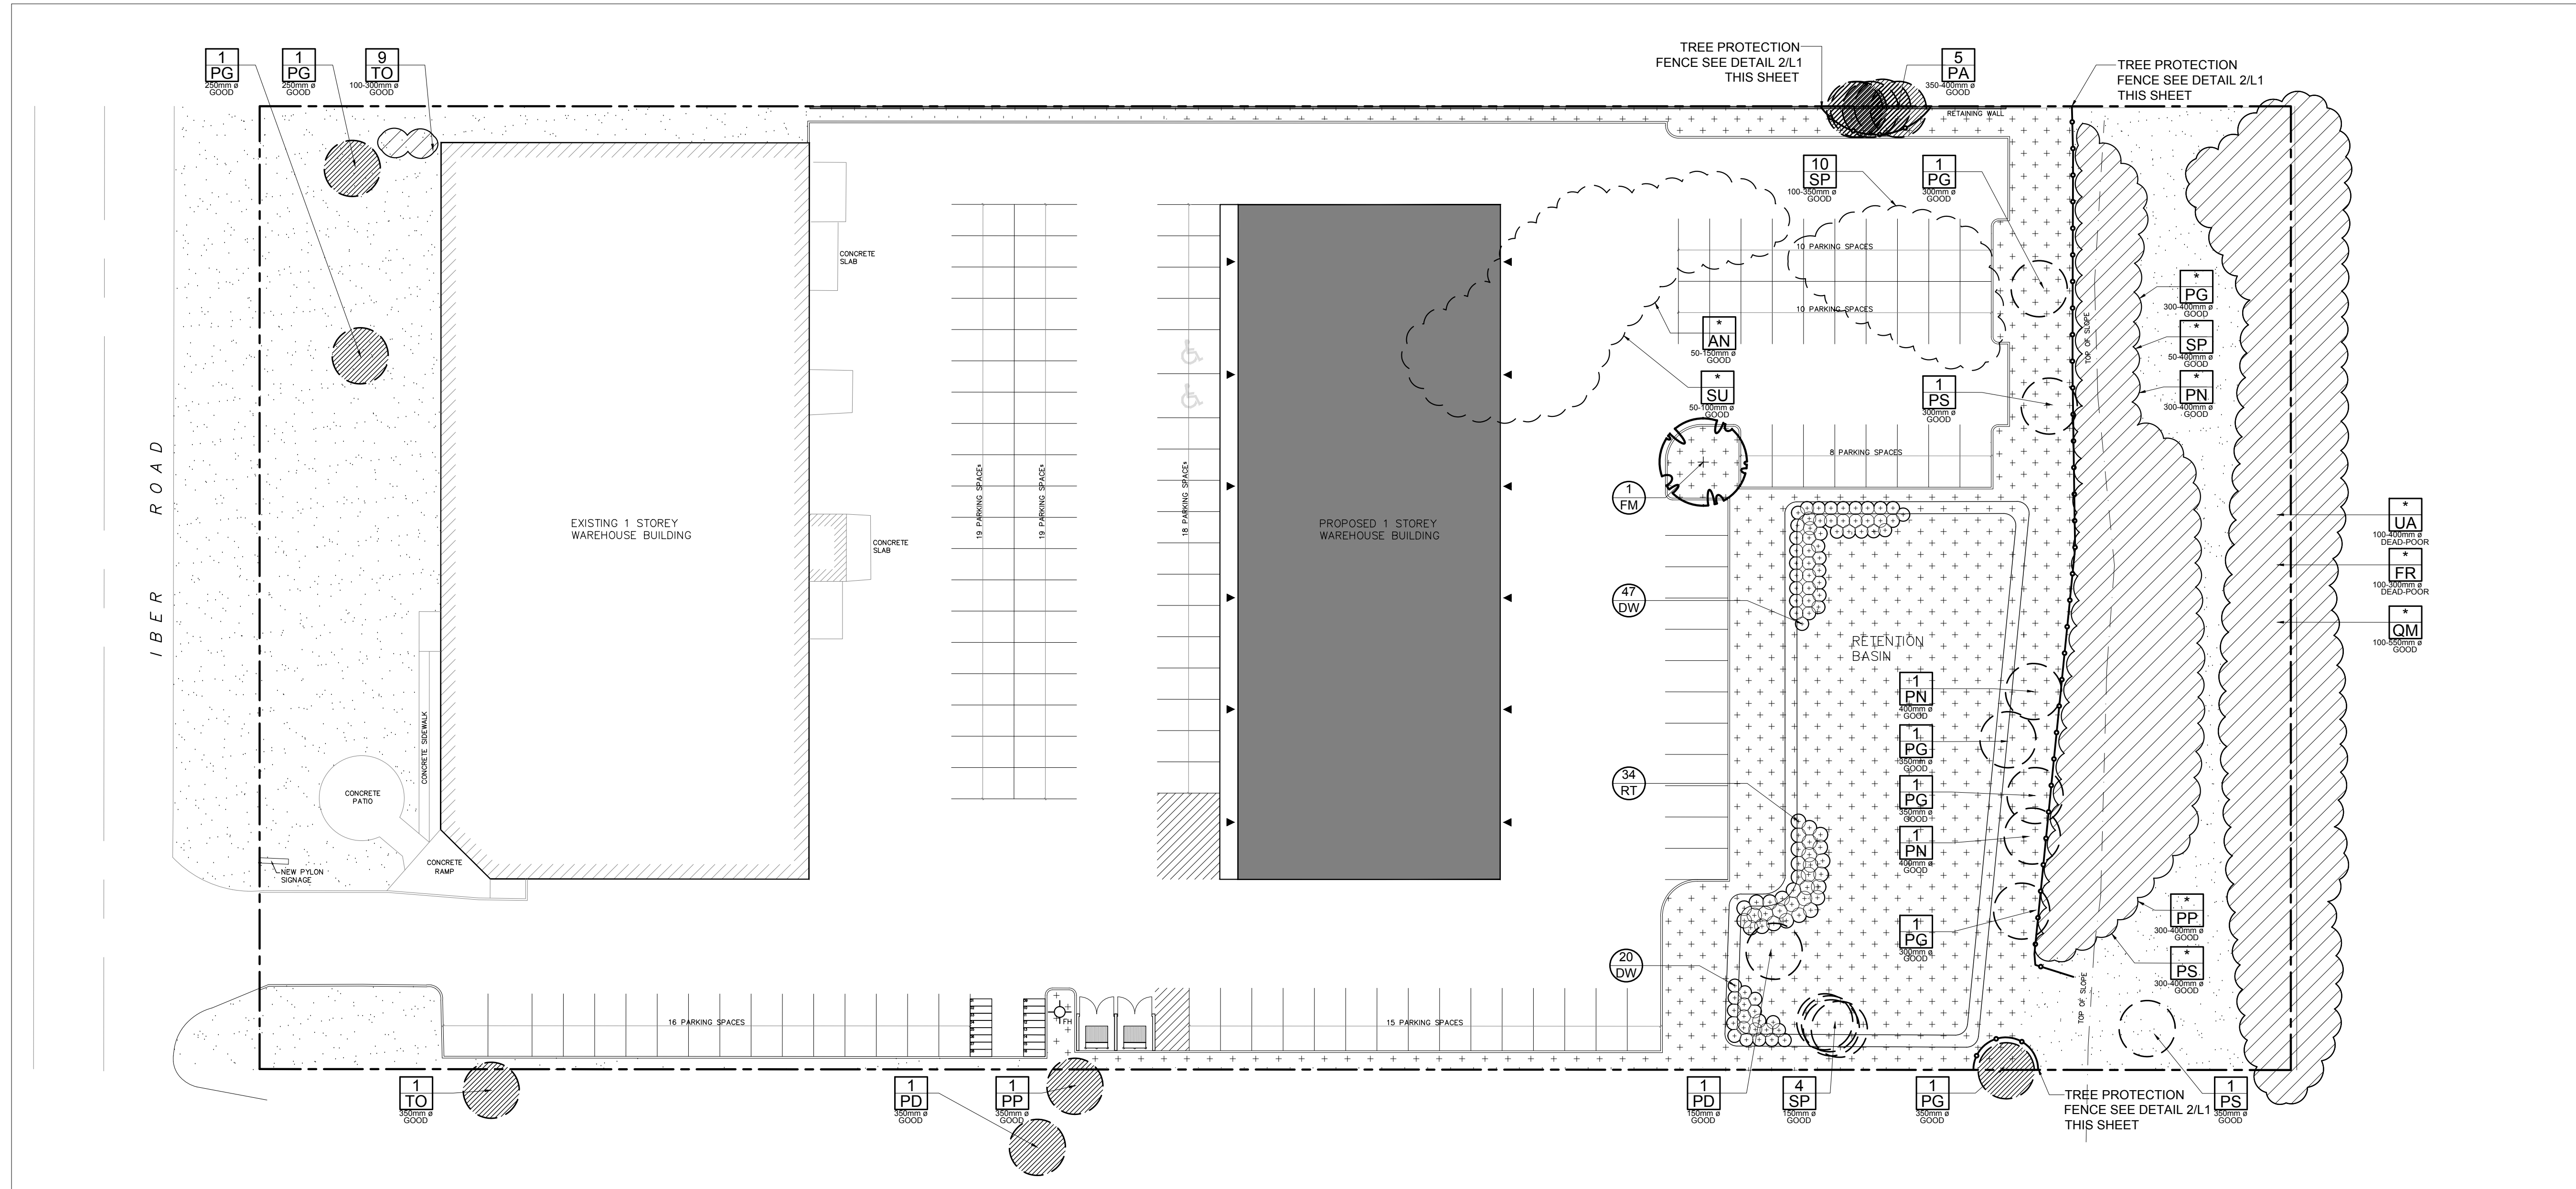 1
PG
250mm ø
GOOD
1
PG
250mm ø
GOOD
9
TO
100-300mm ø
GOOD
TREE PROTECTION
FENCE SEE DETAIL 2/L1
THIS SHEET
5
PA
350-400mm ø
GOOD
TREE PROTECTION
FENCE SEE DETAIL 2/L1
THIS SHEET
RETAINING WALL
10
SP
100-350mm ø
GOOD
1
PG
300mm ø
GOOD
CONCRETE
SLAB
10 PARKING SPACES
10 PARKING SPACES
*
PG
300-400mm ø
GOOD
*
SP
50-400mm ø
GOOD
*
PN
300-400mm ø
GOOD
TOP OF SLOPE
*
AN
50-150mm ø
GOOD
*
SU
50-100mm ø
GOOD
1
PS
300mm ø
GOOD
8 PARKING SPACES
IBER ROAD
EXISTING 1 STOREY
WAREHOUSE BUILDING
CONCRETE
SLAB
19 PARKING SPACES
19 PARKING SPACES
18 PARKING SPACES
PROPOSED 1 STOREY
WAREHOUSE BUILDING
1
FM
*
UA
100-400mm ø
DEAD-POOR
*
FR
100-300mm ø
DEAD-POOR
*
QM
100-550mm ø
GOOD
47
DW
RETENTION
BASIN
1
PN
400mm ø
GOOD
1
PG
350mm ø
GOOD
1
PG
350mm ø
GOOD
1
PN
400mm ø
GOOD
34
RT
CONCRETE SIDEWALK
CONCRETE
PATIO
CONCRETE
RAMP
NEW PYLON
SIGNAGE
1
PG
300mm ø
GOOD
*
PP
300-400mm ø
GOOD
*
PS
300-400mm ø
GOOD
20
DW
TOP OF SLOPE
16 PARKING SPACES
FH
15 PARKING SPACES
1
TO
350mm ø
GOOD
1
PD
350mm ø
GOOD
1
PP
350mm ø
GOOD
1
PD
150mm ø
GOOD
4
SP
150mm ø
GOOD
1
PG
350mm ø
GOOD
TREE PROTECTION
FENCE SEE DETAIL 2/L1
THIS SHEET
1
PS
350mm ø
GOOD